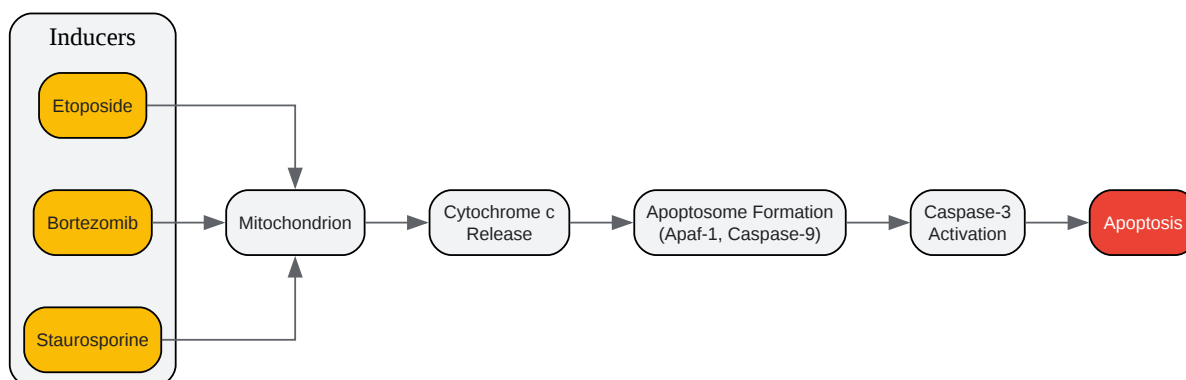 Inducers
Etoposide
Bortezomib
Staurosporine
Mitochondrion
Cytochrome c
Release
Apoptosome Formation
(Apaf-1, Caspase-9)
Caspase-3
Activation
Apoptosis